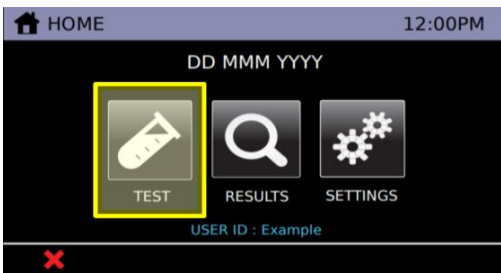 HOME 12:00PM
DD MMM YYYY
TEST RESULTS SETTINGS
USER ID : Example